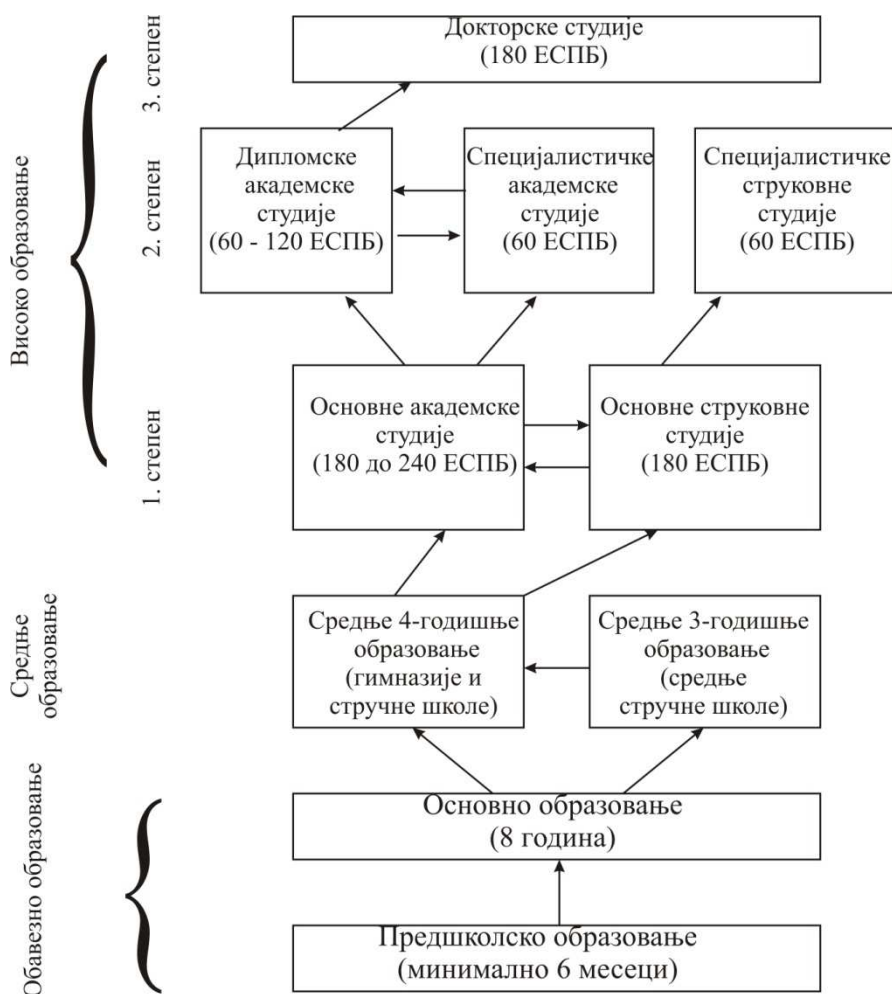 Докторске студије
(180 ЕСПБ)
3. степен
Дипломске
академске
студије
(60 - 120 ЕСПБ)
Специјалистичке
академске
студије
(60 ЕСПБ)
Специјалистичке
струковне
студије
(60 ЕСПБ)
2. степен
Високо образовање
Основне академске
студије
(180 до 240 ЕСПБ)
Основне струковне
студије
(180 ЕСПБ)
1. степен
Средње 4-годишње
образовање
(гимназије и
стручне школе)
Средње 3-годишње
образовање
(средње
стручне школе)
Средње
образовање
Основно образовање
(8 година)
Предшколско образовање
(минимално 6 месеци)
Обавезно образовање